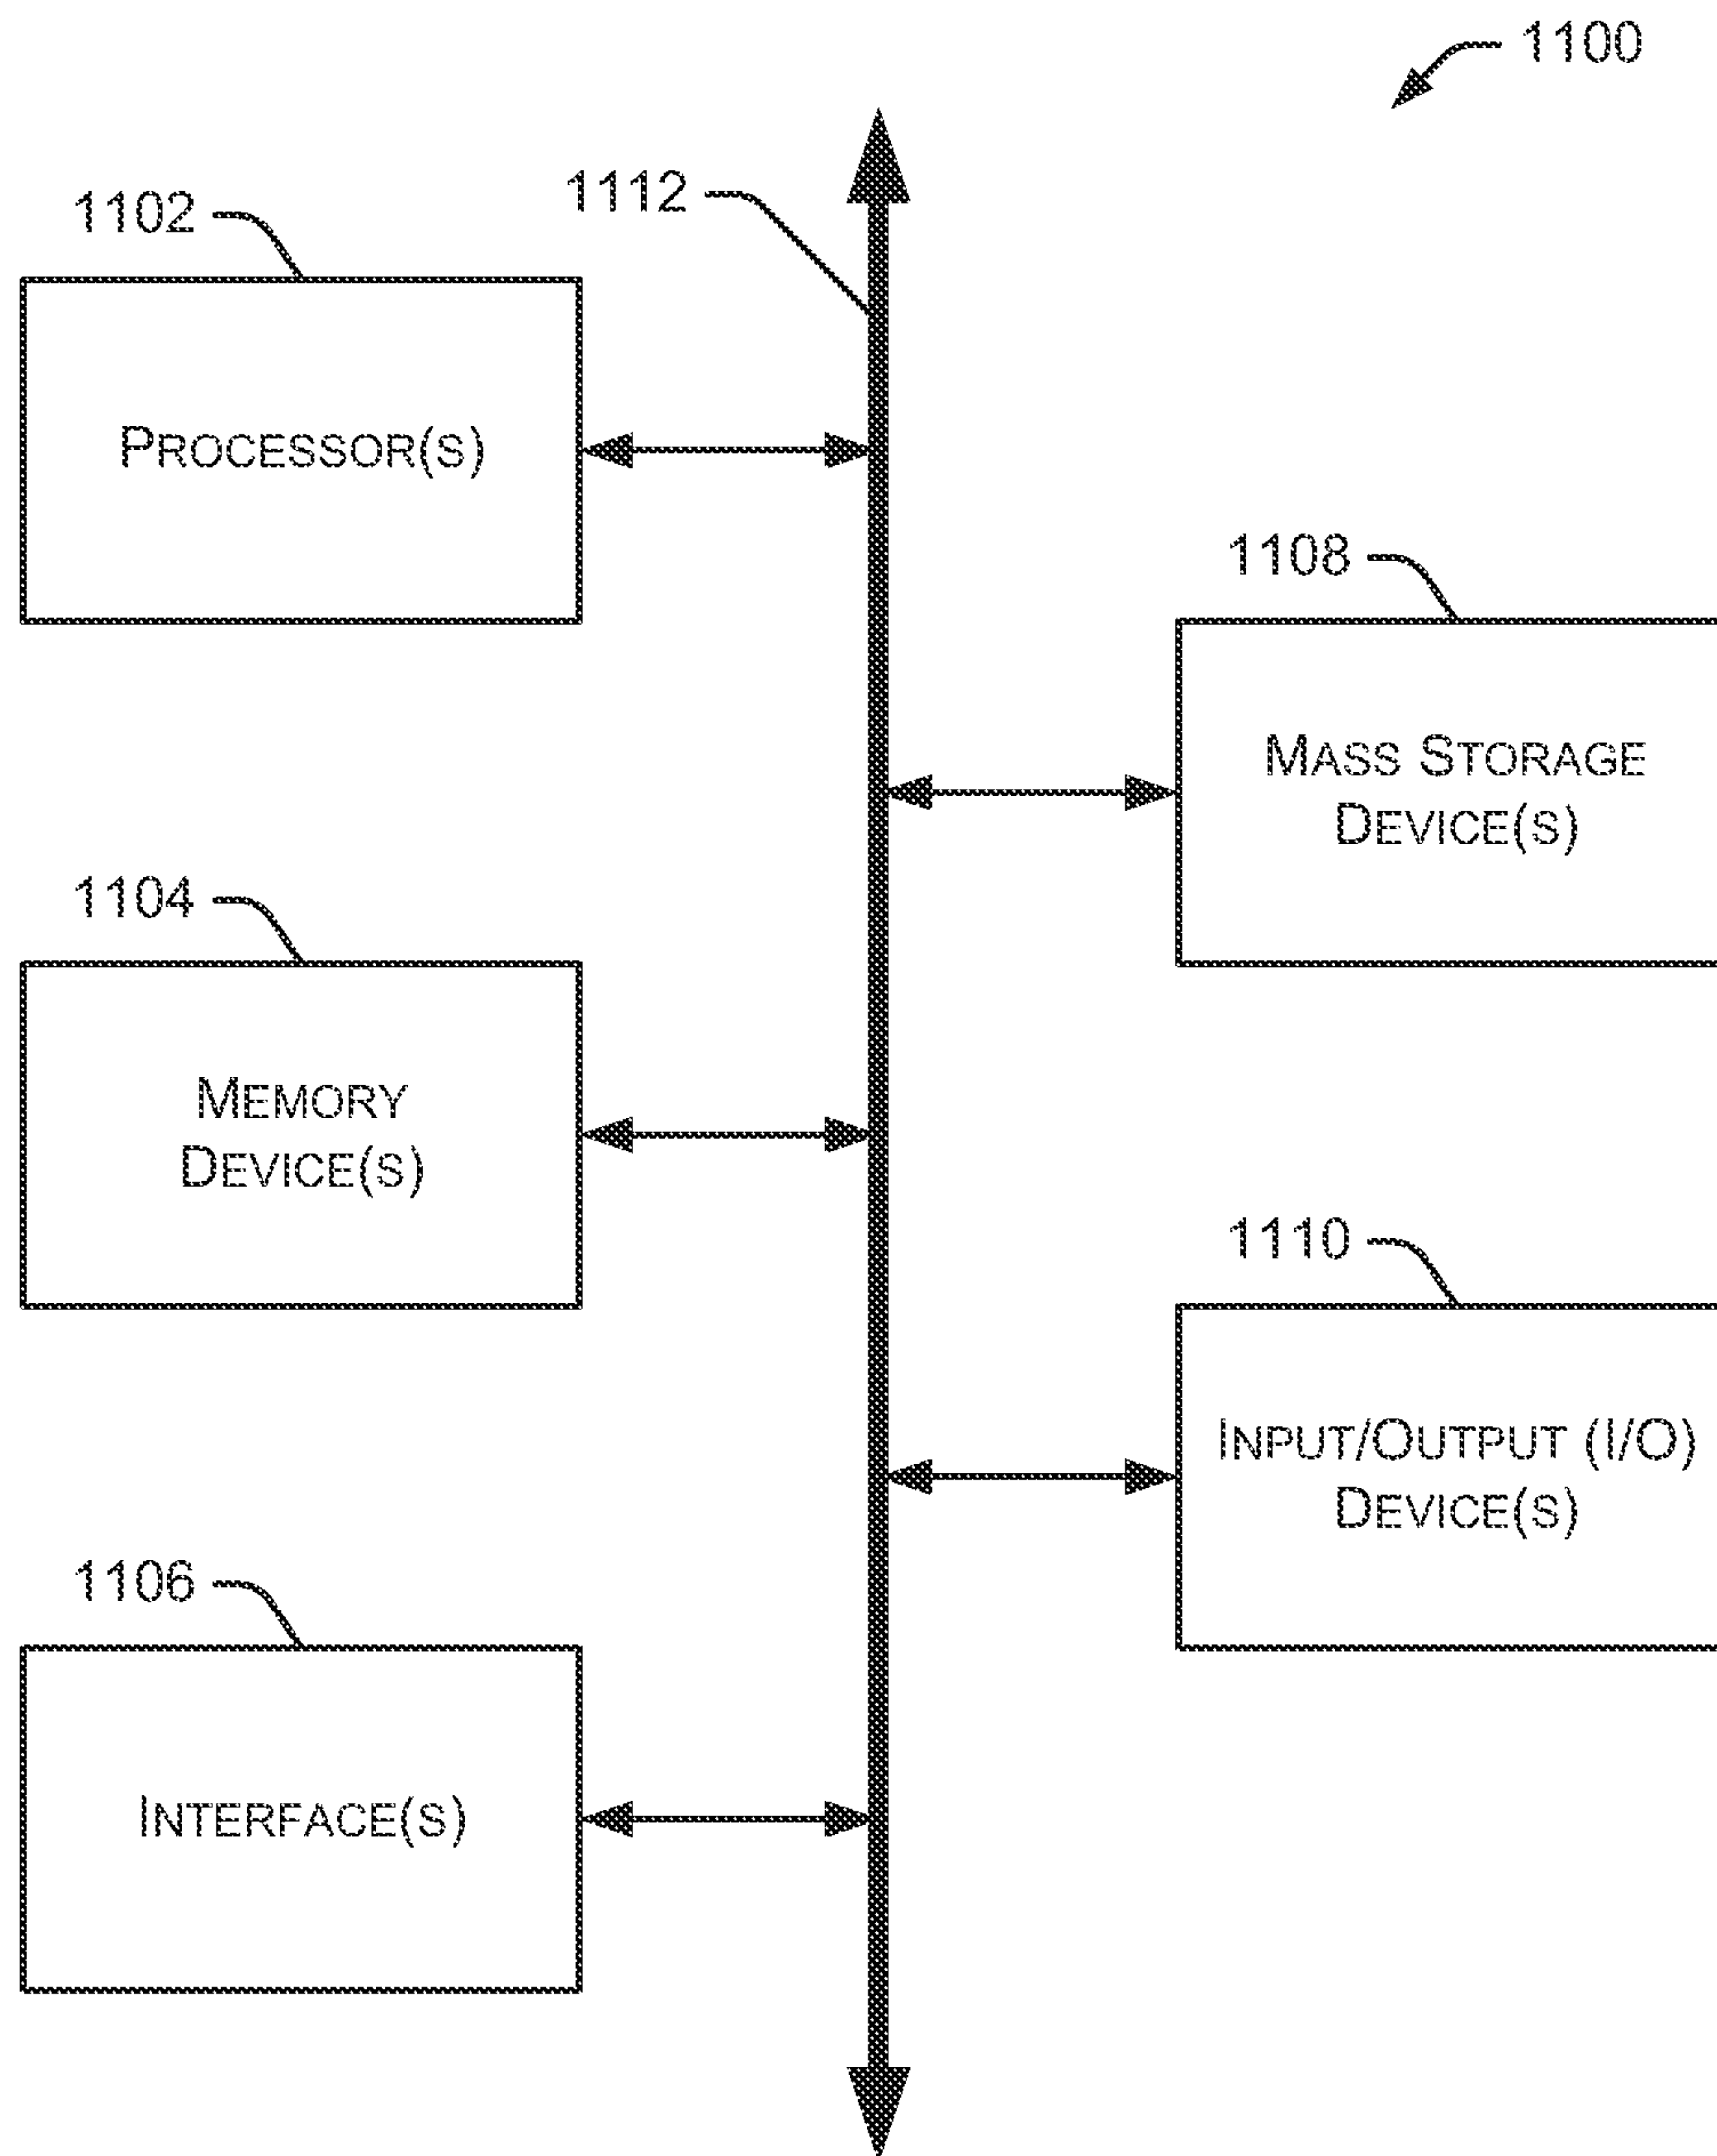 1100
1112
1102
PROCESSOR(S)
1108
MASS STORAGE
DEVICE(S)
1104
MEMORY
DEVICE(S)
1110
INPUT/OUTPUT (I/O)
DEVICE(S)
1106
INTERFACE(S)